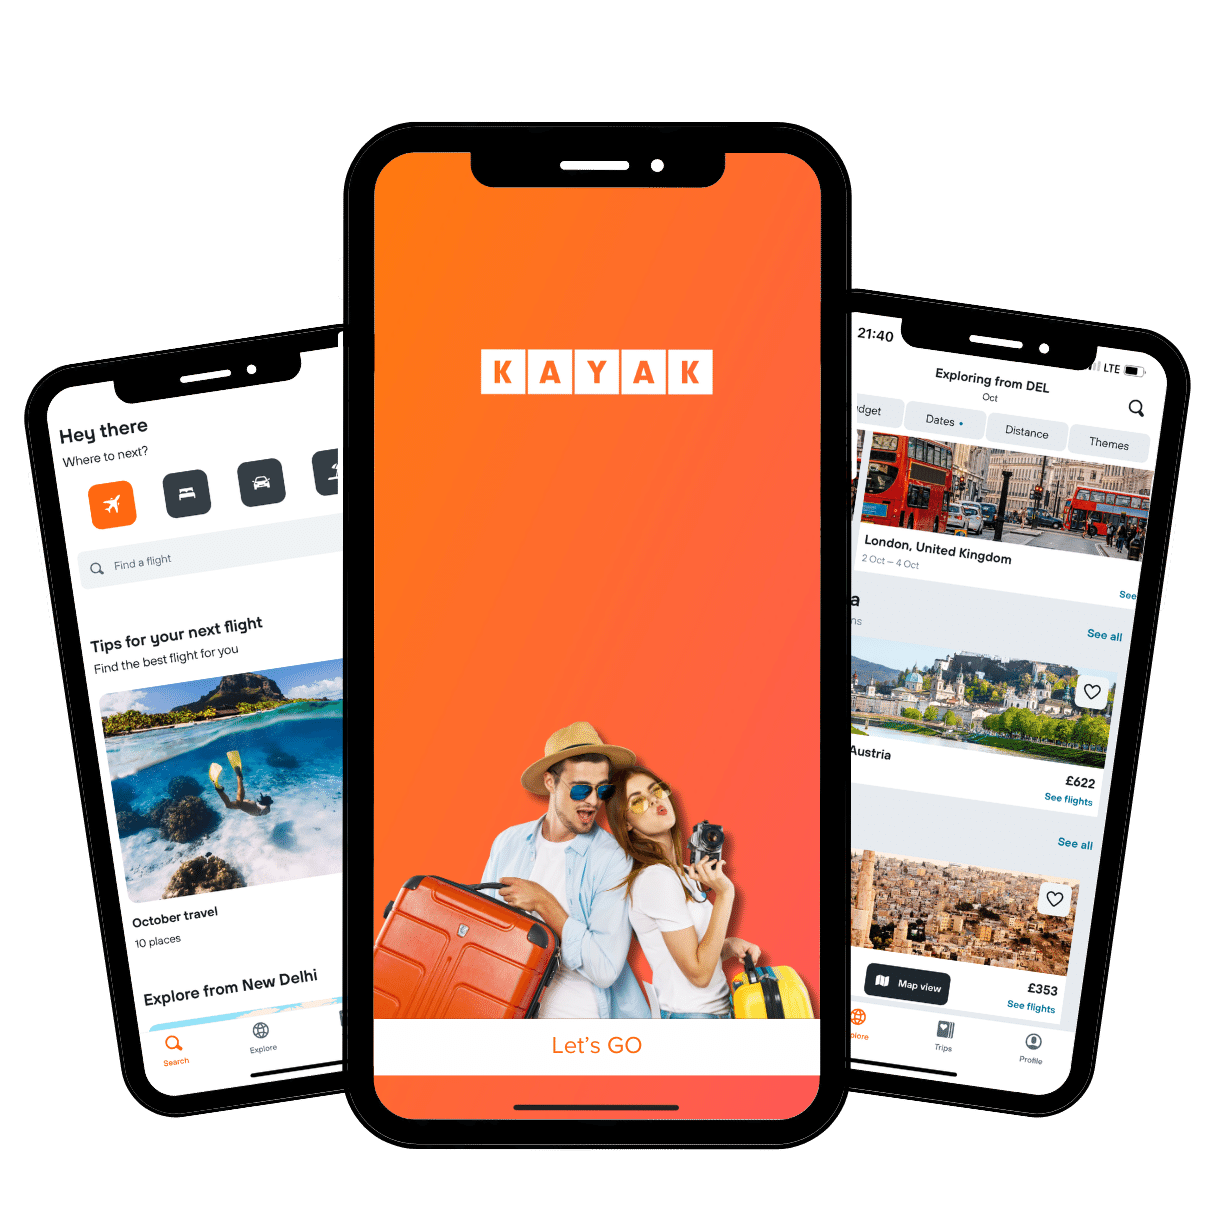 Hey there
Where to next?
Find a flight
Tips for your next flight
Find the best flight for you
October travel
10 places
Explore from New Delhi
Search
Explore
KAYAK
Let's GO
21:40
LTE
Exploring from DEL
Oct
Dates
Distance
Themes
London, United Kingdom
2 Oct — 4 Oct
See
See all
Austria
£622
See flights
See all
£353
See flights
Map view
Trips
Profile